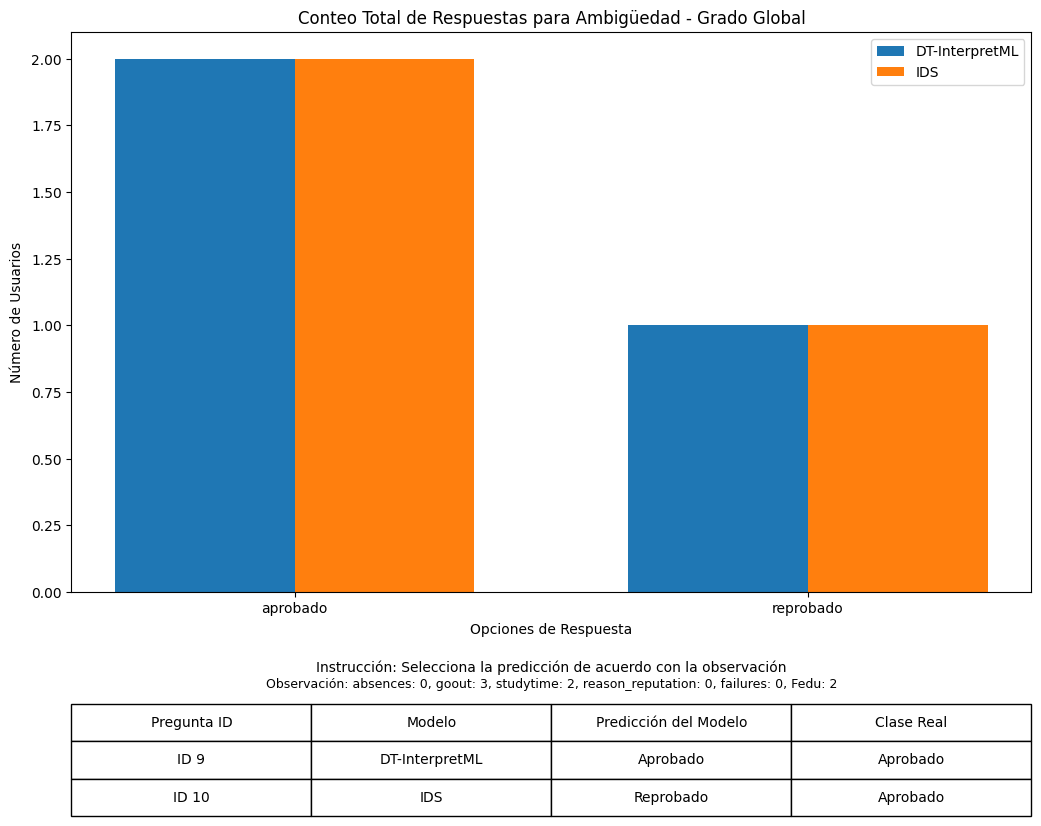 Conteo Total de Respuestas para Ambigüedad - Grado Global
DT-InterpretML
IDS
Número de Usuarios
2.00
1.75
1.50
1.25
1.00
0.75
0.50
0.25
0.00
aprobado reprobado
Opciones de Respuesta
Instrucción: Selecciona la predicción de acuerdo con la observación
Observación: absences: 0, goout: 3, studytime: 2, reason_reputation: 0, failures: 0, Fedu: 2
Pregunta ID Modelo Predicción del Modelo Clase Real
ID 9 DT-InterpretML Aprobado Aprobado
ID 10 IDS Reprobado Aprobado